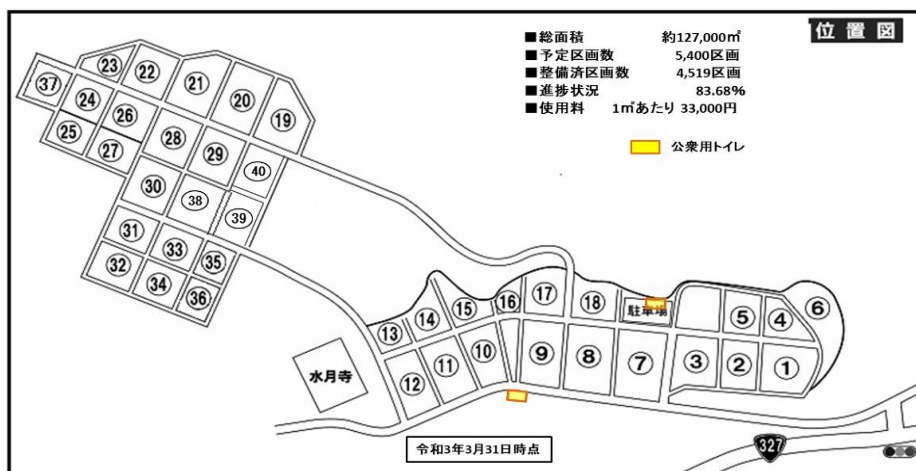 位置図
■総面積 約127,000㎡
■予定区画数 5,400区画
■整備済区画数 4,519区画
■進捗状況 83.68%
■使用料 1㎡あたり 33,000円
公衆用トイレ
㉓ ㉒ ㉑ ⑳ ⑲
㊲ ㉔ ㉖ ㉘ ㉙ ㊵
㉕ ㉗ ㉚ ㊳ ㊴
㉛ ㉝ ㉟
㉜ ㉞ ㊱
⑬ ⑭ ⑮ ⑯ ⑰ ⑱ 駐車場 ⑤ ④ ⑥
⑫ ⑪ ⑩ ⑨ ⑧ ⑦ ③ ② ①
水月寺
令和3年3月31日時点
327